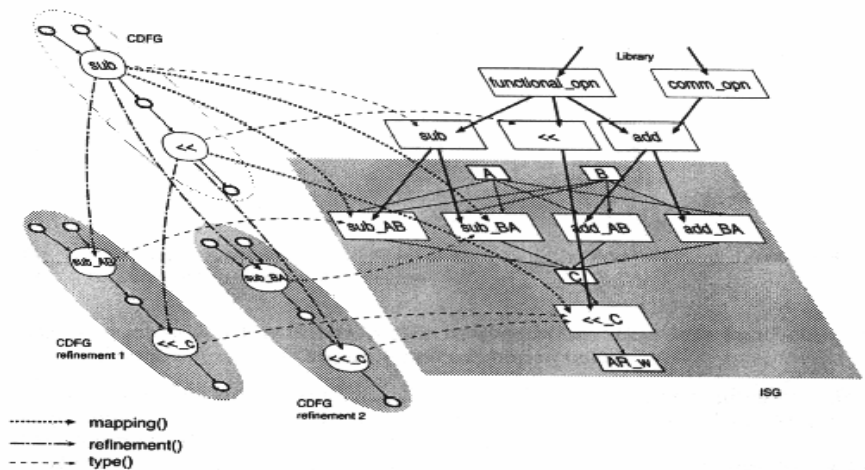 CDFG
sub
<<
Library
functional_opn
comm_opn
sub
<<
add
A
B
sub_AB
sub_BA
add_AB
add_BA
C
<<_C
AR_w
ISG
sub_AB
<<_C
CDFG
refinement 1
sub_BA
<<_C
CDFG
refinement 2
mapping()
refinement()
type()